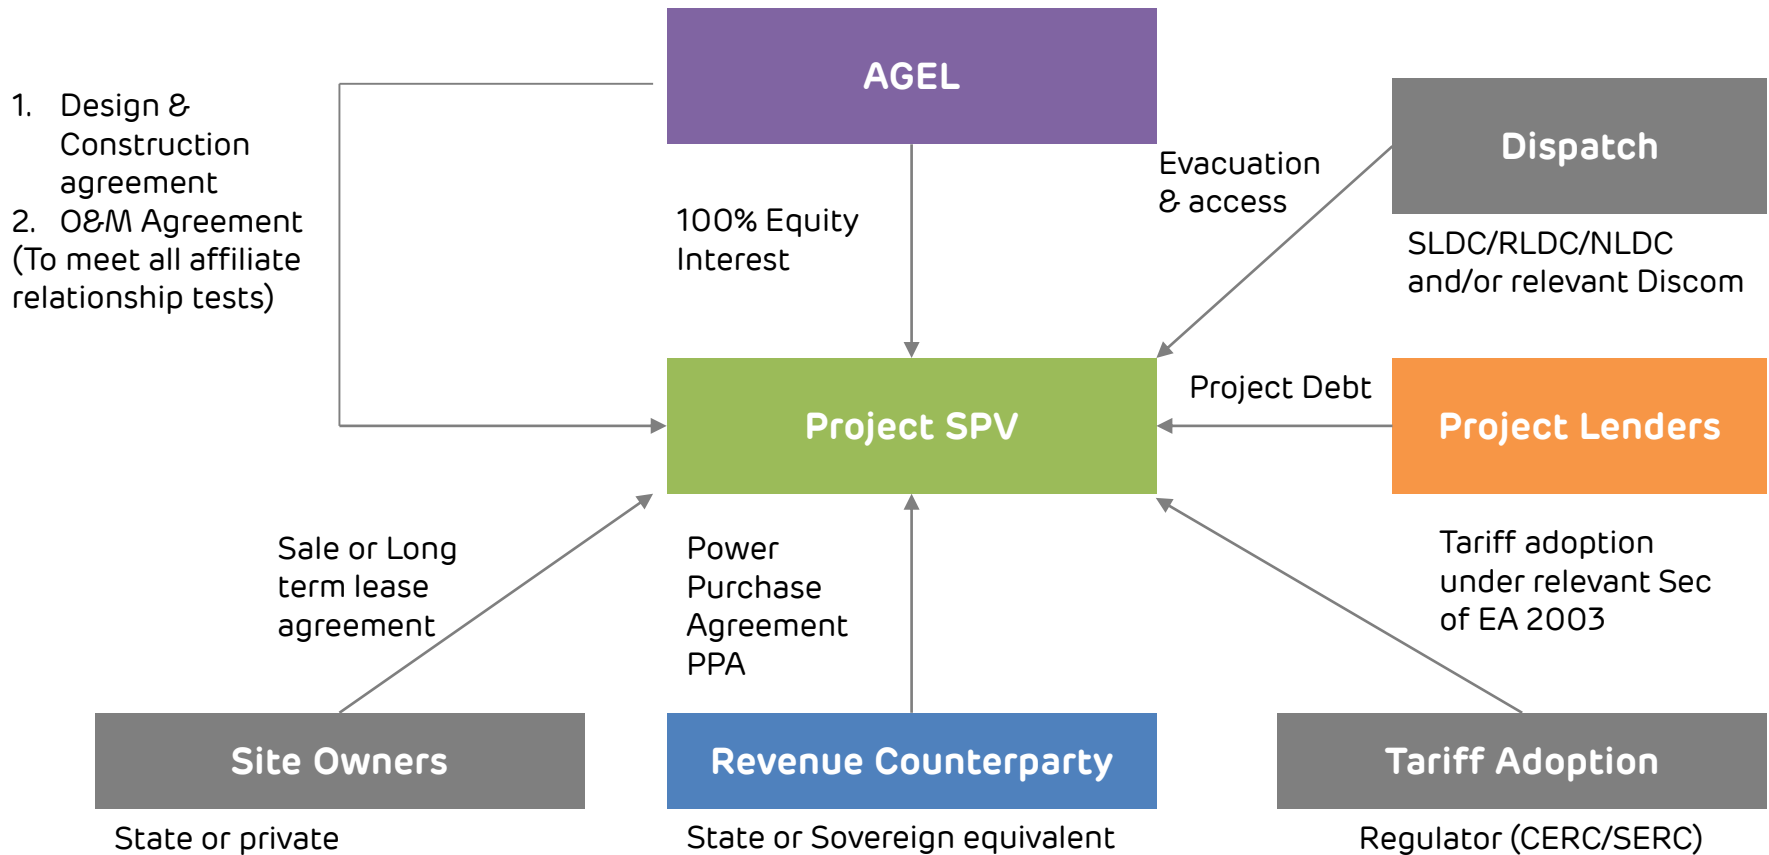 AGEL
1. Design &
Construction
agreement
2. O&M Agreement
(To meet all affiliate
relationship tests)
100% Equity
Interest
Evacuation
& access
Dispatch
SLDC/RLDC/NLDC
and/or relevant Discom
Project SPV
Project Debt
Project Lenders
Sale or Long
term lease
agreement
Power
Purchase
Agreement
PPA
Tariff adoption
under relevant Sec
of EA 2003
Site Owners
State or private
Revenue Counterparty
State or Sovereign equivalent
Tariff Adoption
Regulator (CERC/SERC)